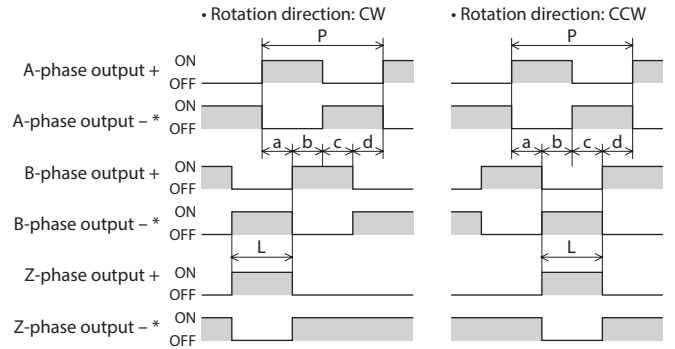 • Rotation direction: CW
• Rotation direction: CCW
P
P
A-phase output +
ON
OFF
A-phase output – *
ON
OFF
a b c d
a b c d
B-phase output +
ON
OFF
B-phase output – *
ON
OFF
L
L
Z-phase output +
ON
OFF
Z-phase output – *
ON
OFF